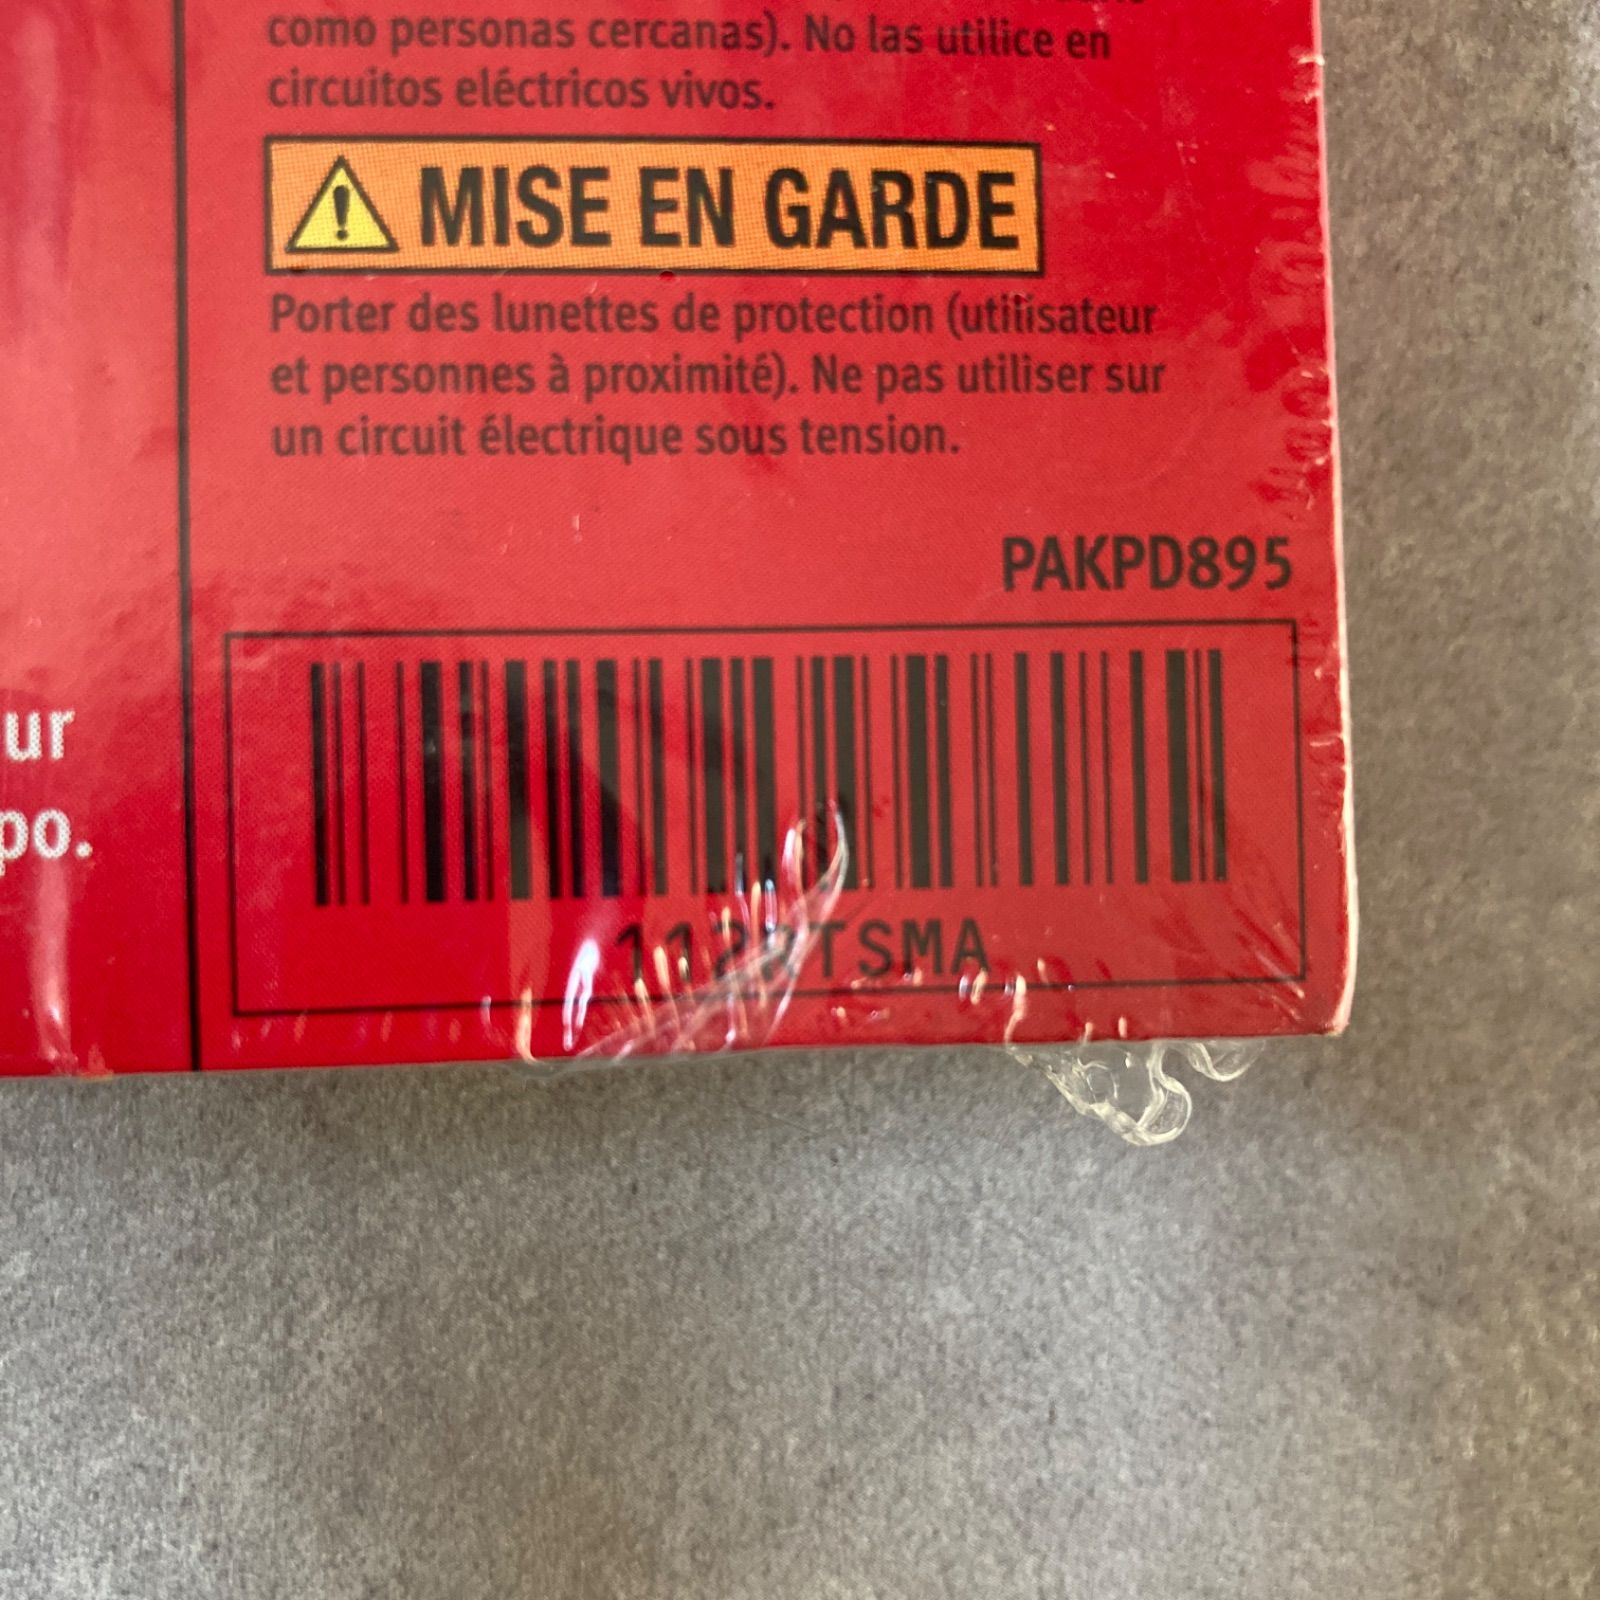 como personas cercanas). No las utilice en
circuitos eléctricos vivos.
MISE EN GARDE
Porter des lunettes de protection (utilisateur
et personnes à proximité). Ne pas utiliser sur
un circuit électrique sous tension.
PAKPD895
ur
po.
112RTSMA